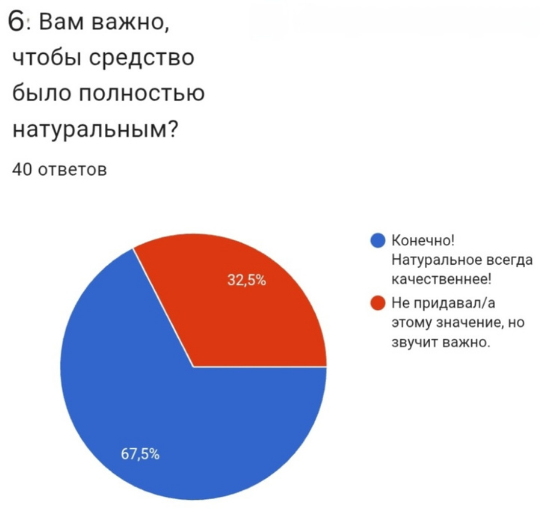 6: Вам важно,
чтобы средство
было полностью
натуральным?
40 ответов
Конечно!
Натуральное всегда
качественнее!
Не придавал/а
этому значение, но
звучит важно.
32,5%
67,5%